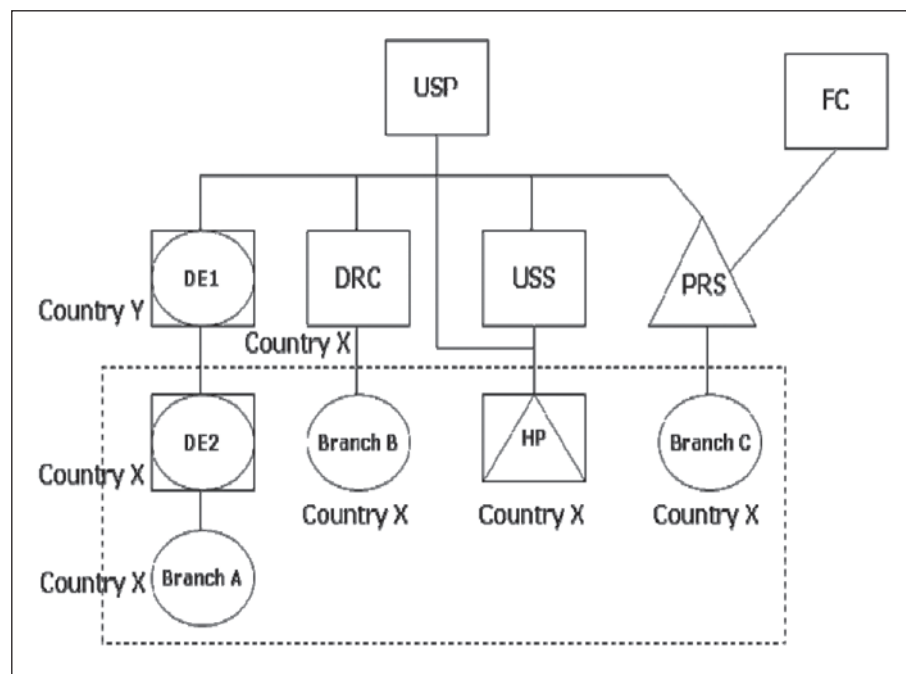 USP
FC
DE1
DRC
USS
PRS
Country Y
Country X
DE2
Branch B
HP
Branch C
Country X
Country X
Country X
Country X
Branch A
Country X